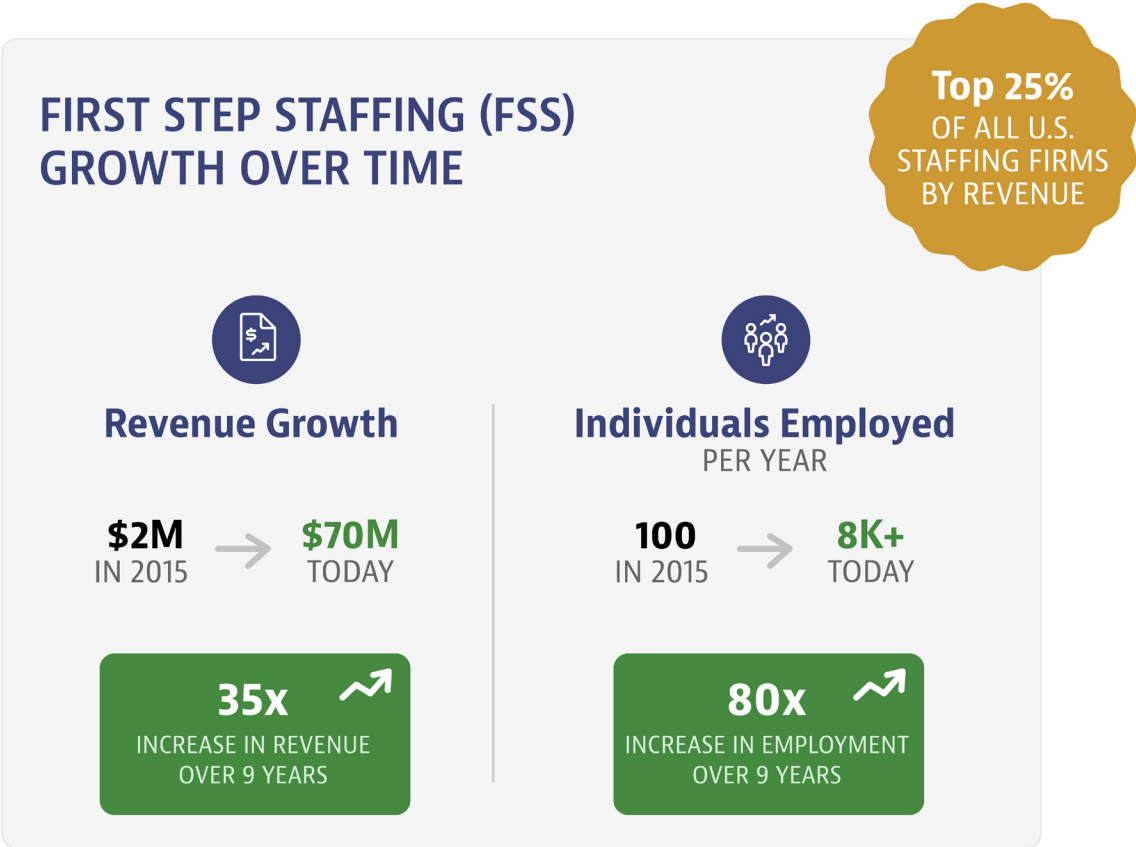 FIRST STEP STAFFING (FSS)
GROWTH OVER TIME
Top 25%
OF ALL U.S.
STAFFING FIRMS
BY REVENUE
$
Revenue Growth
$2M
IN 2015
$70M
TODAY
35x
INCREASE IN REVENUE
OVER 9 YEARS
Individuals Employed
PER YEAR
100
IN 2015
8K+
TODAY
80x
INCREASE IN EMPLOYMENT
OVER 9 YEARS